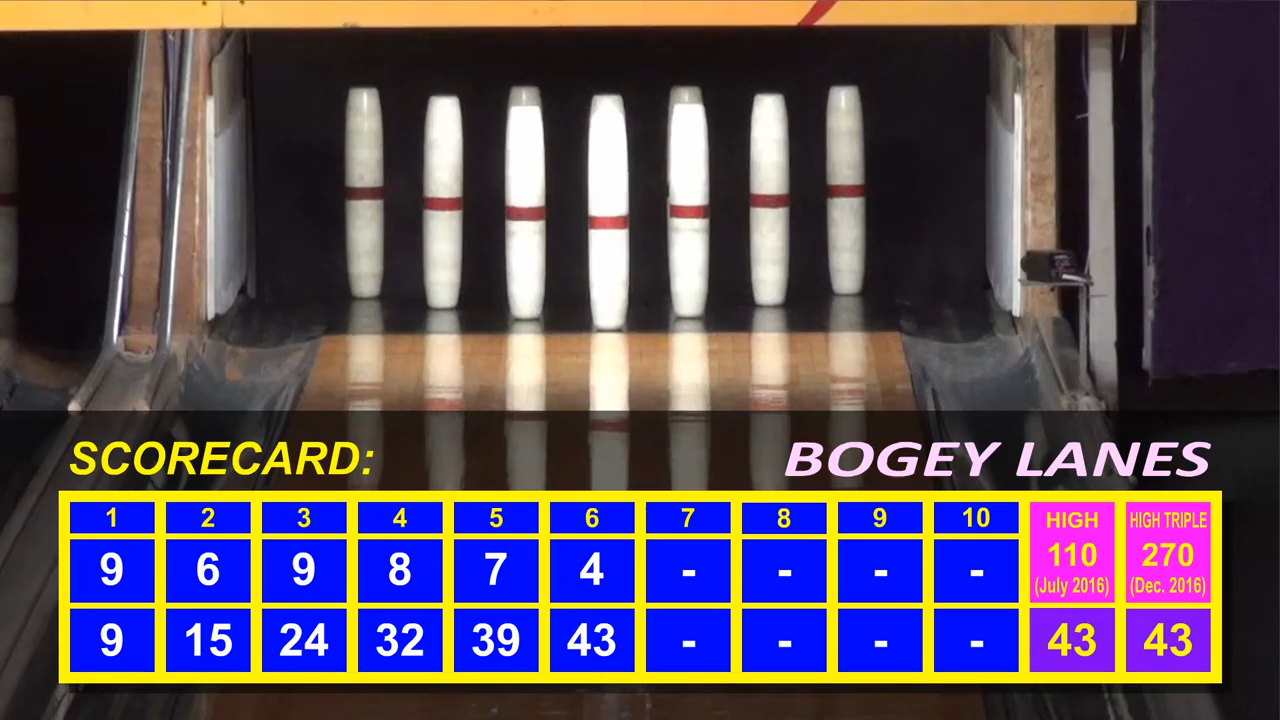 SCORECARD: BOGEY LANES
1 2 3 4 5 6 7 8 9 10 HIGH HIGH TRIPLE
9 6 9 8 7 4 - - - - 110 270
(July 2016) (Dec. 2016)
9 15 24 32 39 43 - - - - 43 43